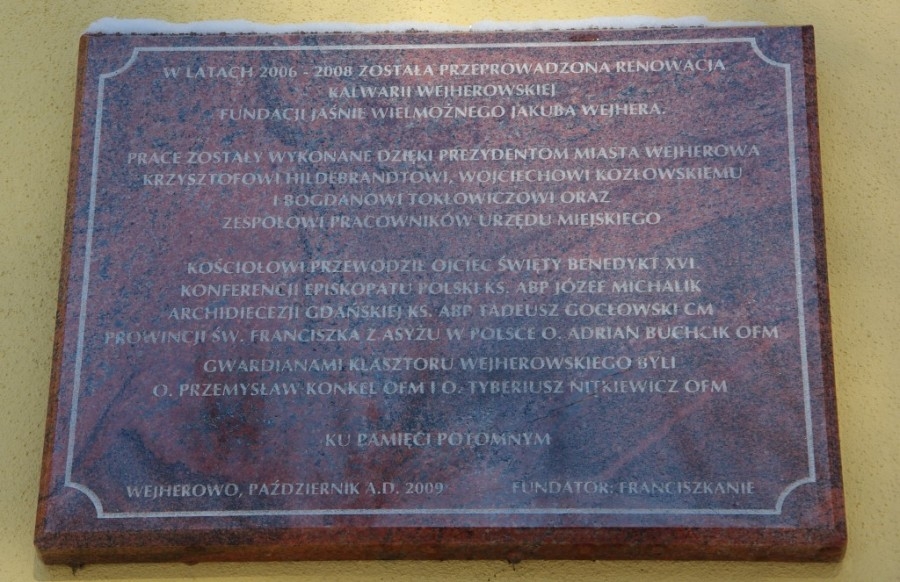 W LATACH 2006 - 2008 ZOSTAŁA PRZEPROWADZONA RENOWACJA
KALWARII WEJHEROWSKIEJ
FUNDACJI JAŚNIE WIELMOŻNEGO JAKUBA WEJHERA.
PRACE ZOSTAŁY WYKONANE DZIĘKI PREZYDENTOM MIASTA WEJHEROWA
KRZYSZTOFOWI HILDEBRANDTOWI, WOJCIECHOWI KOZŁOWSKIEMU
I BOGDANOWI TOKŁOWICZOWI ORAZ
ZESPOŁOWI PRACOWNIKÓW URZĘDU MIEJSKIEGO
KOŚCIOŁOWI PRZEWODZIŁ OJCIEC ŚWIĘTY BENEDYKT XVI.
KONFERENCJI EPISKOPATU POLSKI KS. ABP JÓZEF MICHALIK
ARCHIDIECEZJI GDAŃSKIEJ KS. ABP TADEUSZ GOCŁOWSKI CM
PROWINCJI ŚW. FRANCISZKA Z ASYŻU W POLSCE O. ADRIAN BUCHCIK OFM
GWARDIANAMI KLASZTORU WEJHEROWSKIEGO BYLI
O. PRZEMYSŁAW KONKEL OFM I O. TYBERIUSZ NITKIEWICZ OFM
KU PAMIĘCI POTOMNYM
WEJHEROWO, PAŹDZIERNIK A.D. 2009 FUNDATOR: FRANCISZKANIE